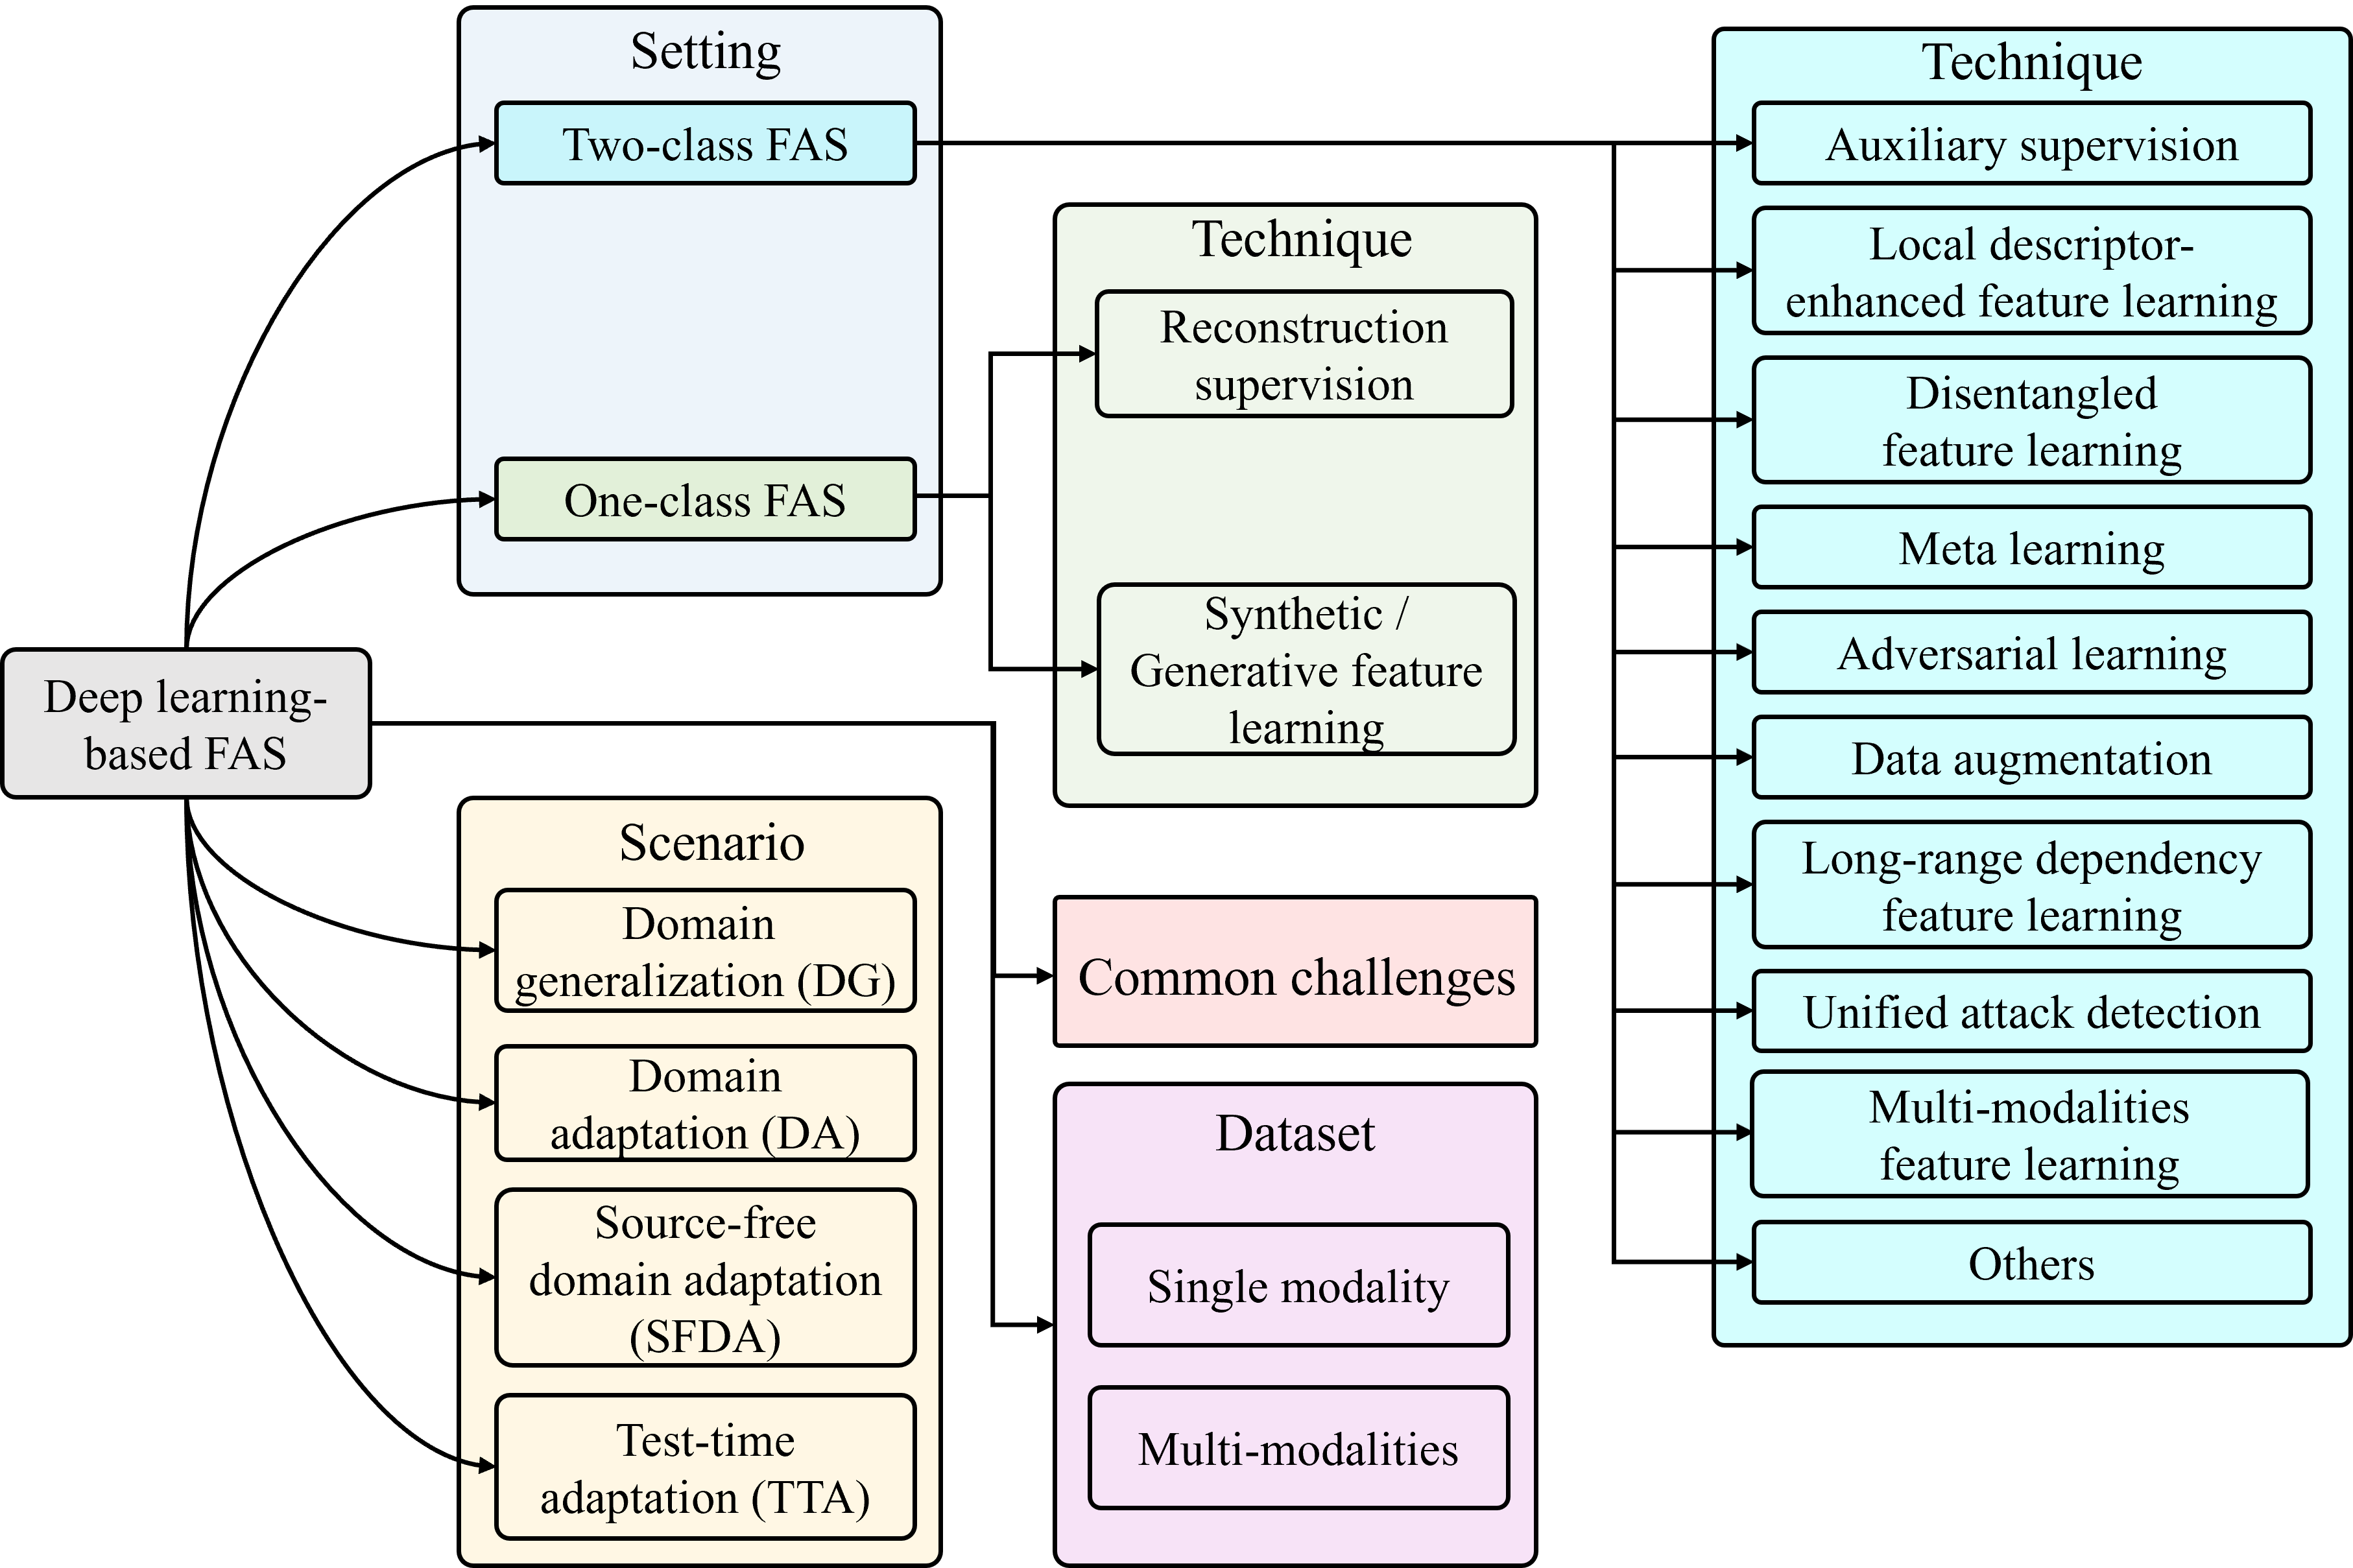 Deep learning-
based FAS
Setting
Two-class FAS
One-class FAS
Scenario
Domain
generalization (DG)
Domain
adaptation (DA)
Source-free
domain adaptation
(SFDA)
Test-time
adaptation (TTA)
Technique
Reconstruction
supervision
Synthetic /
Generative feature
learning
Common challenges
Dataset
Single modality
Multi-modalities
Technique
Auxiliary supervision
Local descriptor-
enhanced feature learning
Disentangled
feature learning
Meta learning
Adversarial learning
Data augmentation
Long-range dependency
feature learning
Unified attack detection
Multi-modalities
feature learning
Others